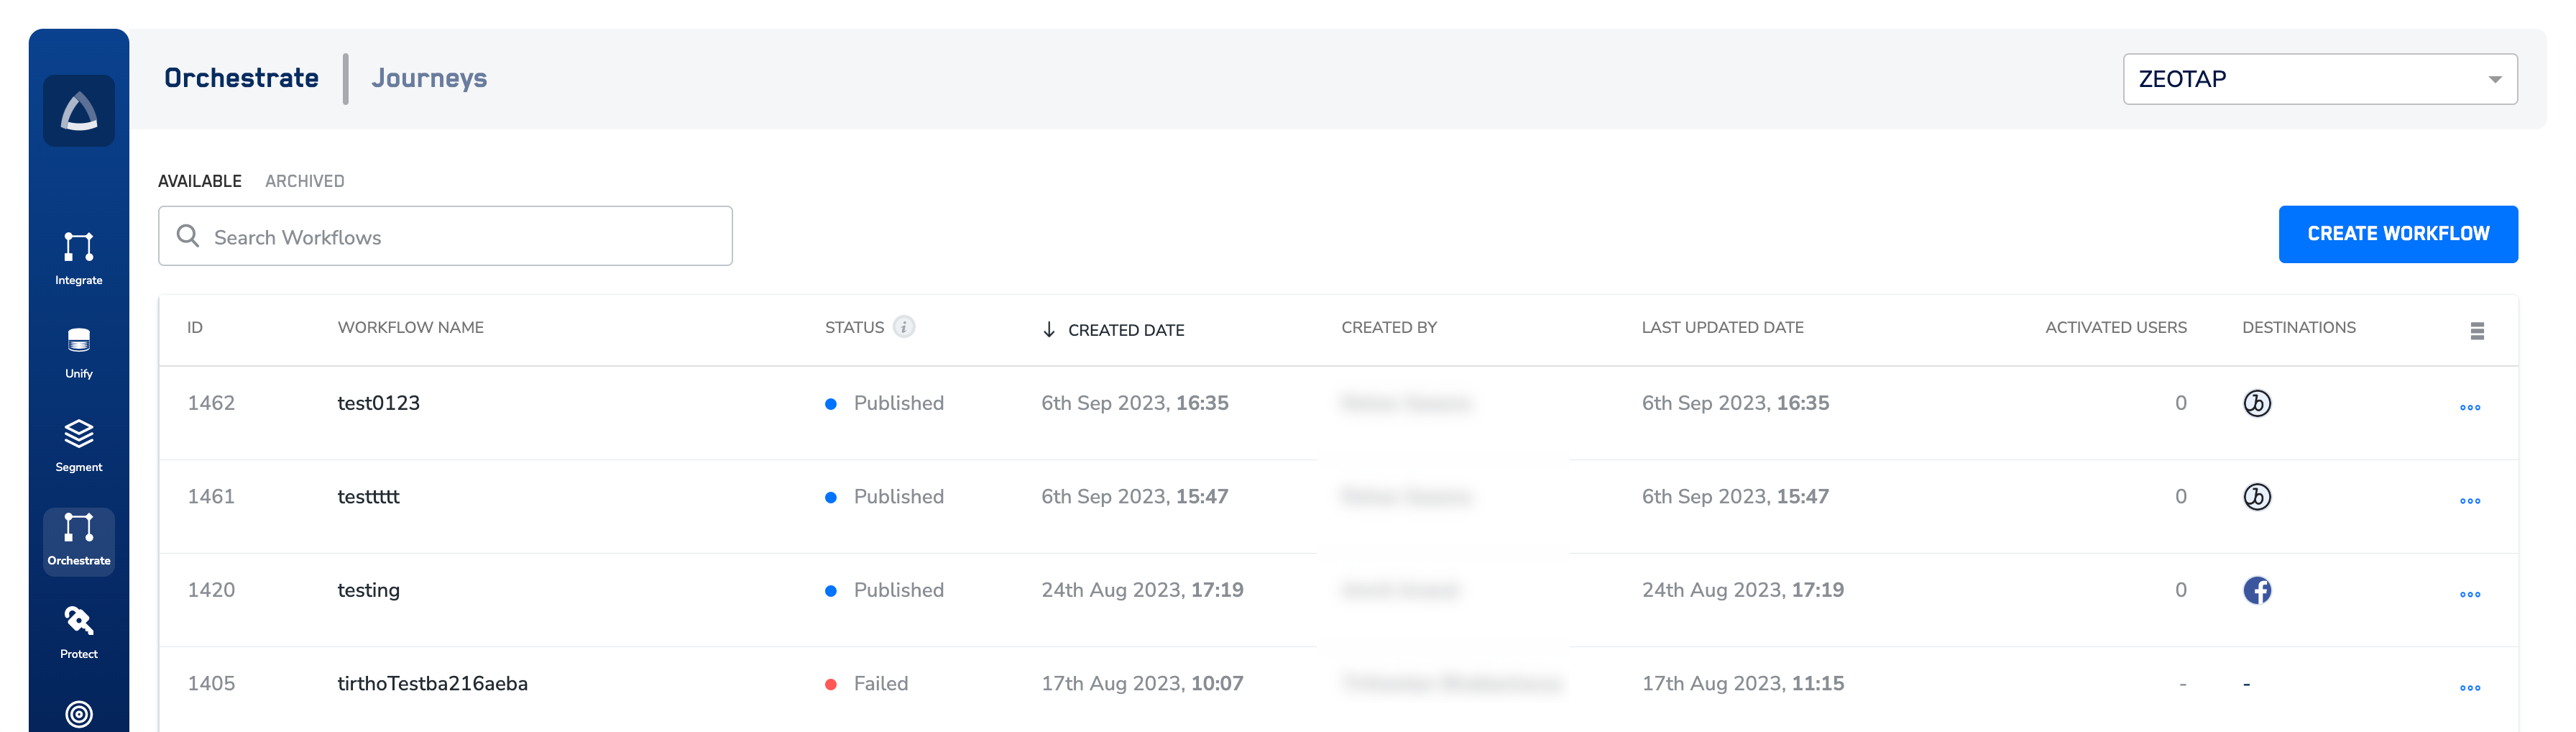 Orchestrate Journeys
ZEOTAP
AVAILABLE ARCHIVED
Search Workflows
CREATE WORKFLOW
Integrate
Unify
Segment
Orchestrate
Protect
ID WORKFLOW NAME STATUS i CREATED DATE CREATED BY LAST UPDATED DATE ACTIVATED USERS DESTINATIONS
1462 test0123 Published 6th Sep 2023, 16:35 6th Sep 2023, 16:35 0 b
1461 testtttt Published 6th Sep 2023, 15:47 6th Sep 2023, 15:47 0 b
1420 testing Published 24th Aug 2023, 17:19 24th Aug 2023, 17:19 0 f
1405 tirthoTestba216aeba Failed 17th Aug 2023, 10:07 17th Aug 2023, 11:15 - -